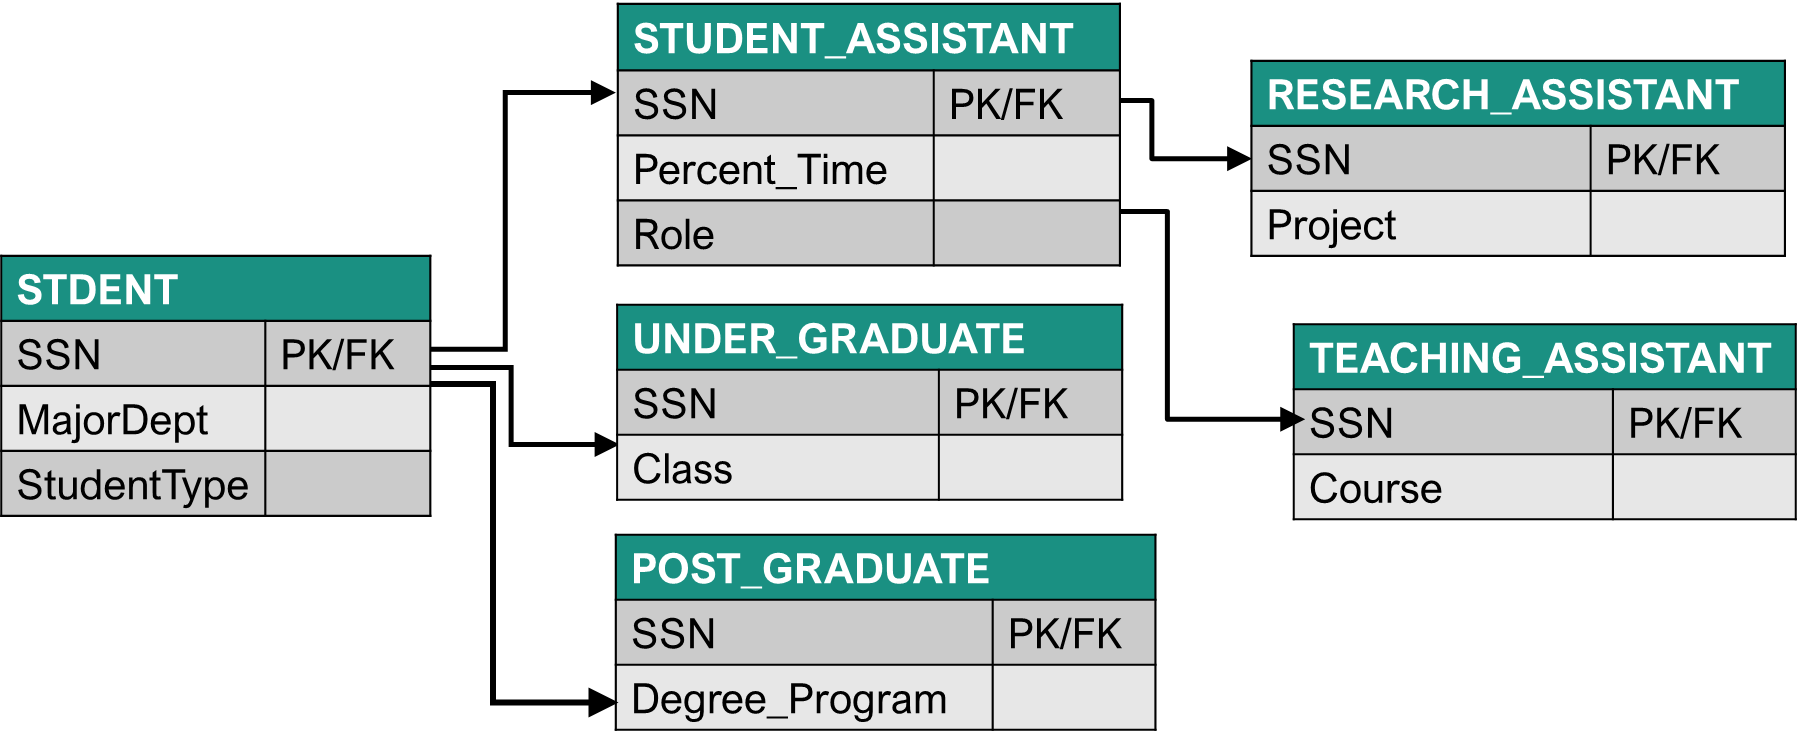 STDENT
SSN PK/FK
MajorDept
StudentType
STUDENT_ASSISTANT
SSN PK/FK
Percent_Time
Role
UNDER_GRADUATE
SSN PK/FK
Class
POST_GRADUATE
SSN PK/FK
Degree_Program
RESEARCH_ASSISTANT
SSN PK/FK
Project
TEACHING_ASSISTANT
SSN PK/FK
Course